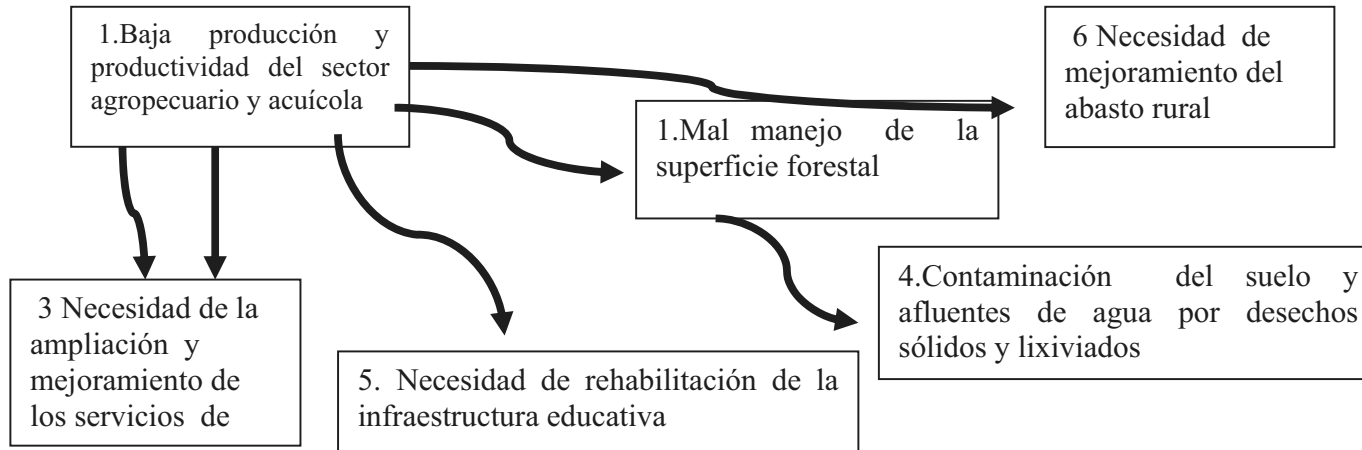 1.Baja producción y
productividad del sector
agropecuario y acuícola
6 Necesidad de
mejoramiento del
abasto rural
1.Mal manejo de la
superficie forestal
3 Necesidad de la
ampliación y
mejoramiento de
los servicios de
4.Contaminación del suelo y
afluentes de agua por desechos
sólidos y lixiviados
5. Necesidad de rehabilitación de la
infraestructura educativa